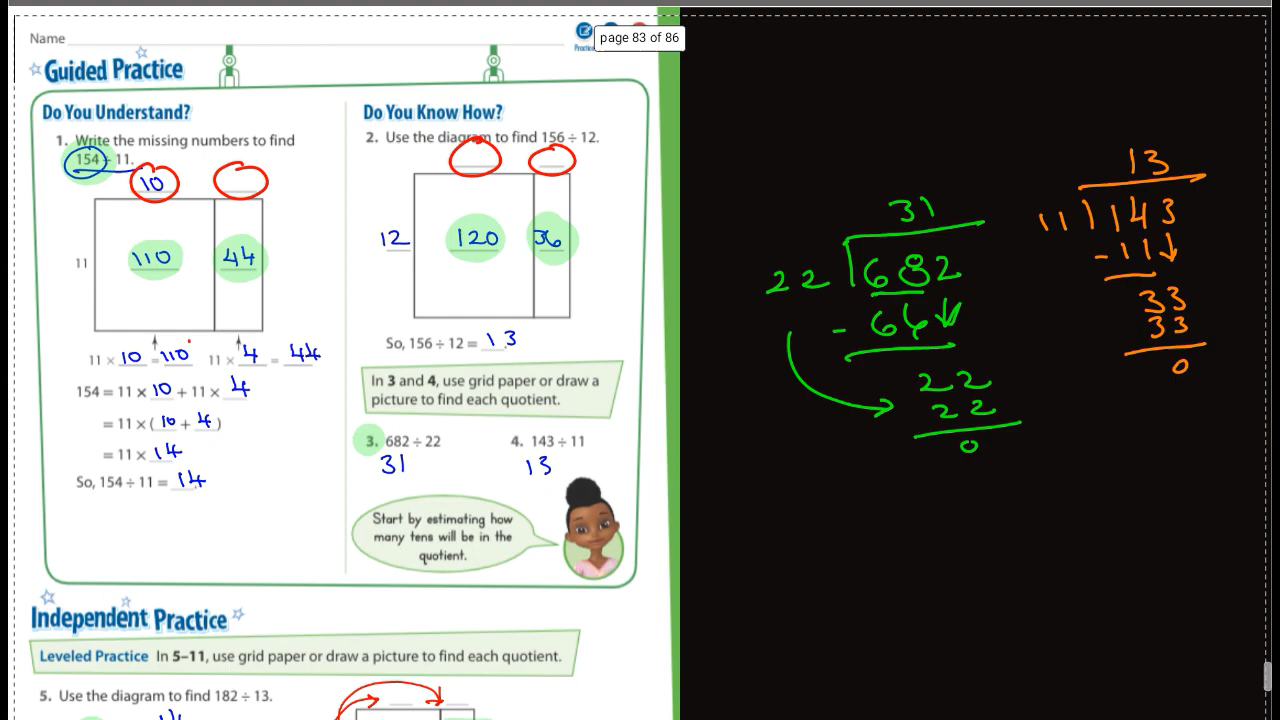 Name
page 83 of 86
Guided Practice
Do You Understand?
1. Write the missing numbers to find
154 ÷ 11.
10
11
110
44
11 × 10 = 110 11 × 4 = 44
154 = 11 × 10 + 11 × 4
= 11 × ( 10 + 4 )
= 11 × 14
So, 154 ÷ 11 = 14
Do You Know How?
2. Use the diagram to find 156 ÷ 12.
12
120
36
So, 156 ÷ 12 = 13
In 3 and 4, use grid paper or draw a
picture to find each quotient.
3. 682 ÷ 22 4. 143 ÷ 11
31 13
Start by estimating how
many tens will be in the
quotient.
Independent Practice
Leveled Practice In 5–11, use grid paper or draw a picture to find each quotient.
5. Use the diagram to find 182 ÷ 13.
31
22 682
- 66
22
22
0
13
11 143
- 11
33
33
0